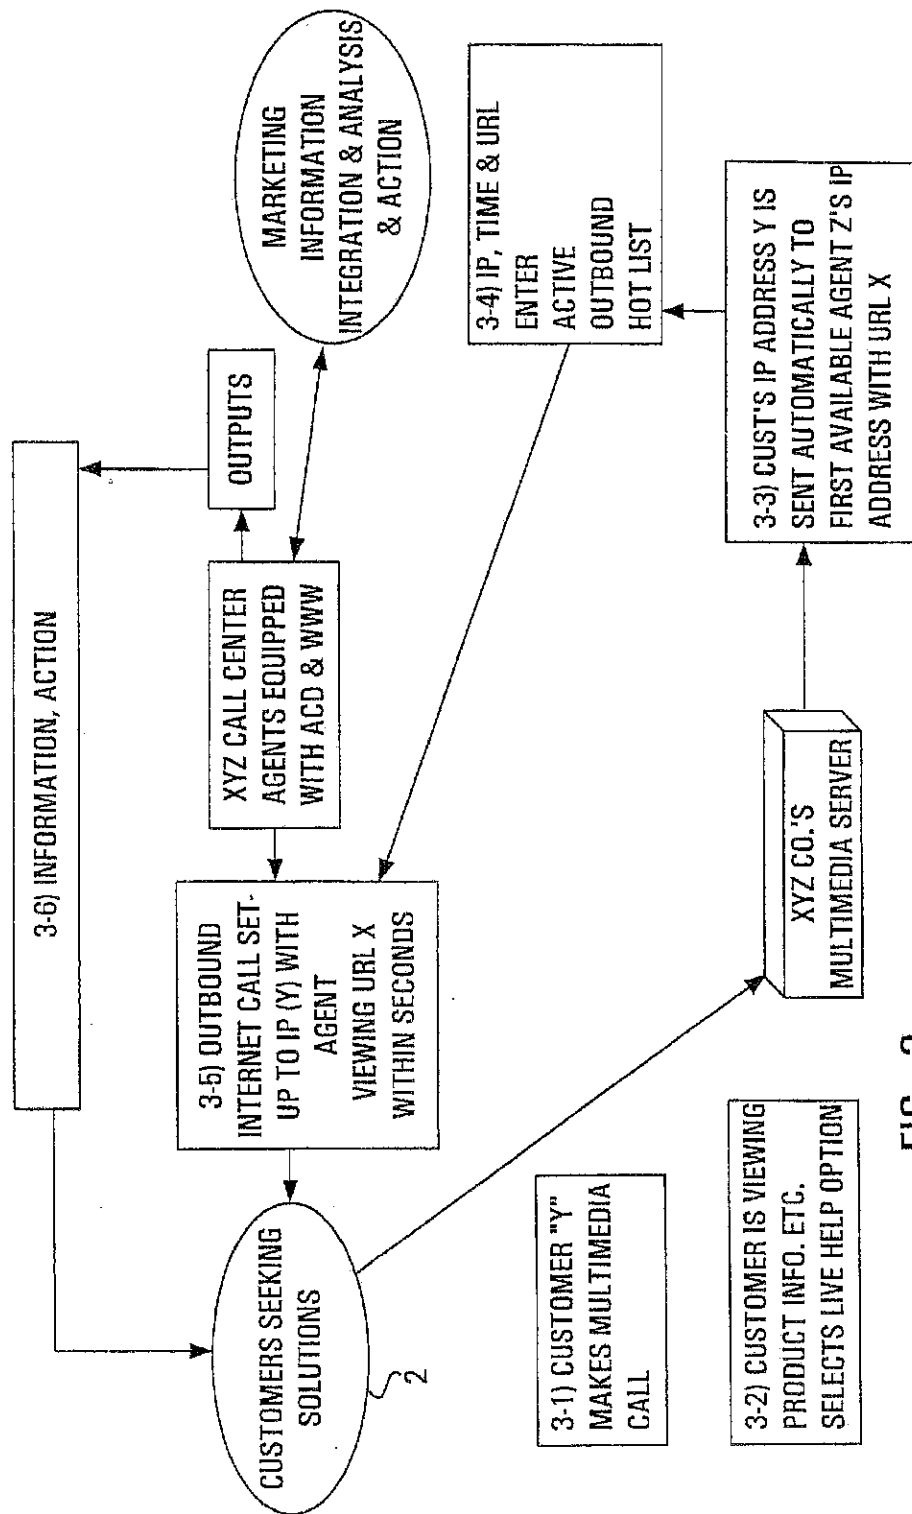 3-6) INFORMATION, ACTION
CUSTOMERS SEEKING
SOLUTIONS
2
3-5) OUTBOUND
INTERNET CALL SET-
UP TO IP (Y) WITH
AGENT
VIEWING URL X
WITHIN SECONDS
XYZ CALL CENTER
AGENTS EQUIPPED
WITH ACD & WWW
OUTPUTS
MARKETING
INFORMATION
INTEGRATION & ANALYSIS
& ACTION
3-1) CUSTOMER "Y"
MAKES MULTIMEDIA
CALL
3-4) IP, TIME & URL
ENTER
ACTIVE
OUTBOUND
HOT LIST
3-2) CUSTOMER IS VIEWING
PRODUCT INFO. ETC.
SELECTS LIVE HELP OPTION
XYZ CO.'S
MULTIMEDIA SERVER
3-3) CUST'S IP ADDRESS Y IS
SENT AUTOMATICALLY TO
FIRST AVAILABLE AGENT Z'S IP
ADDRESS WITH URL X